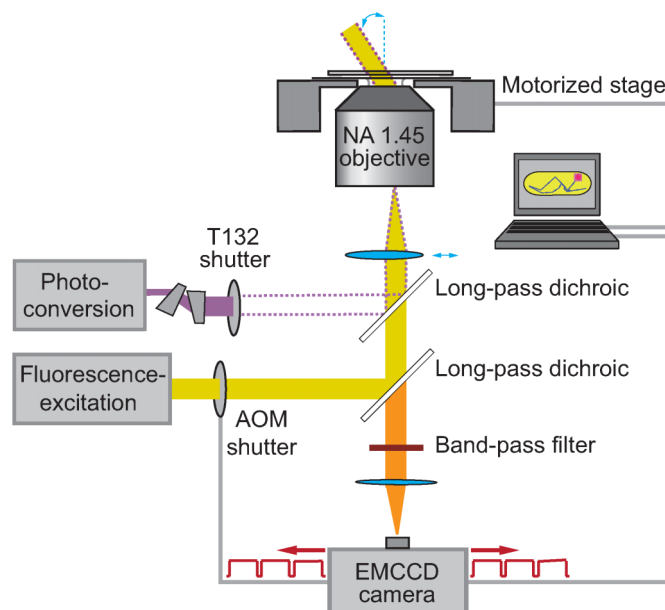 Motorized stage
NA 1.45
objective
T132
shutter
Photo-
conversion
Long-pass dichroic
Fluorescence-
excitation
Long-pass dichroic
AOM
shutter
Band-pass filter
EMCCD
camera